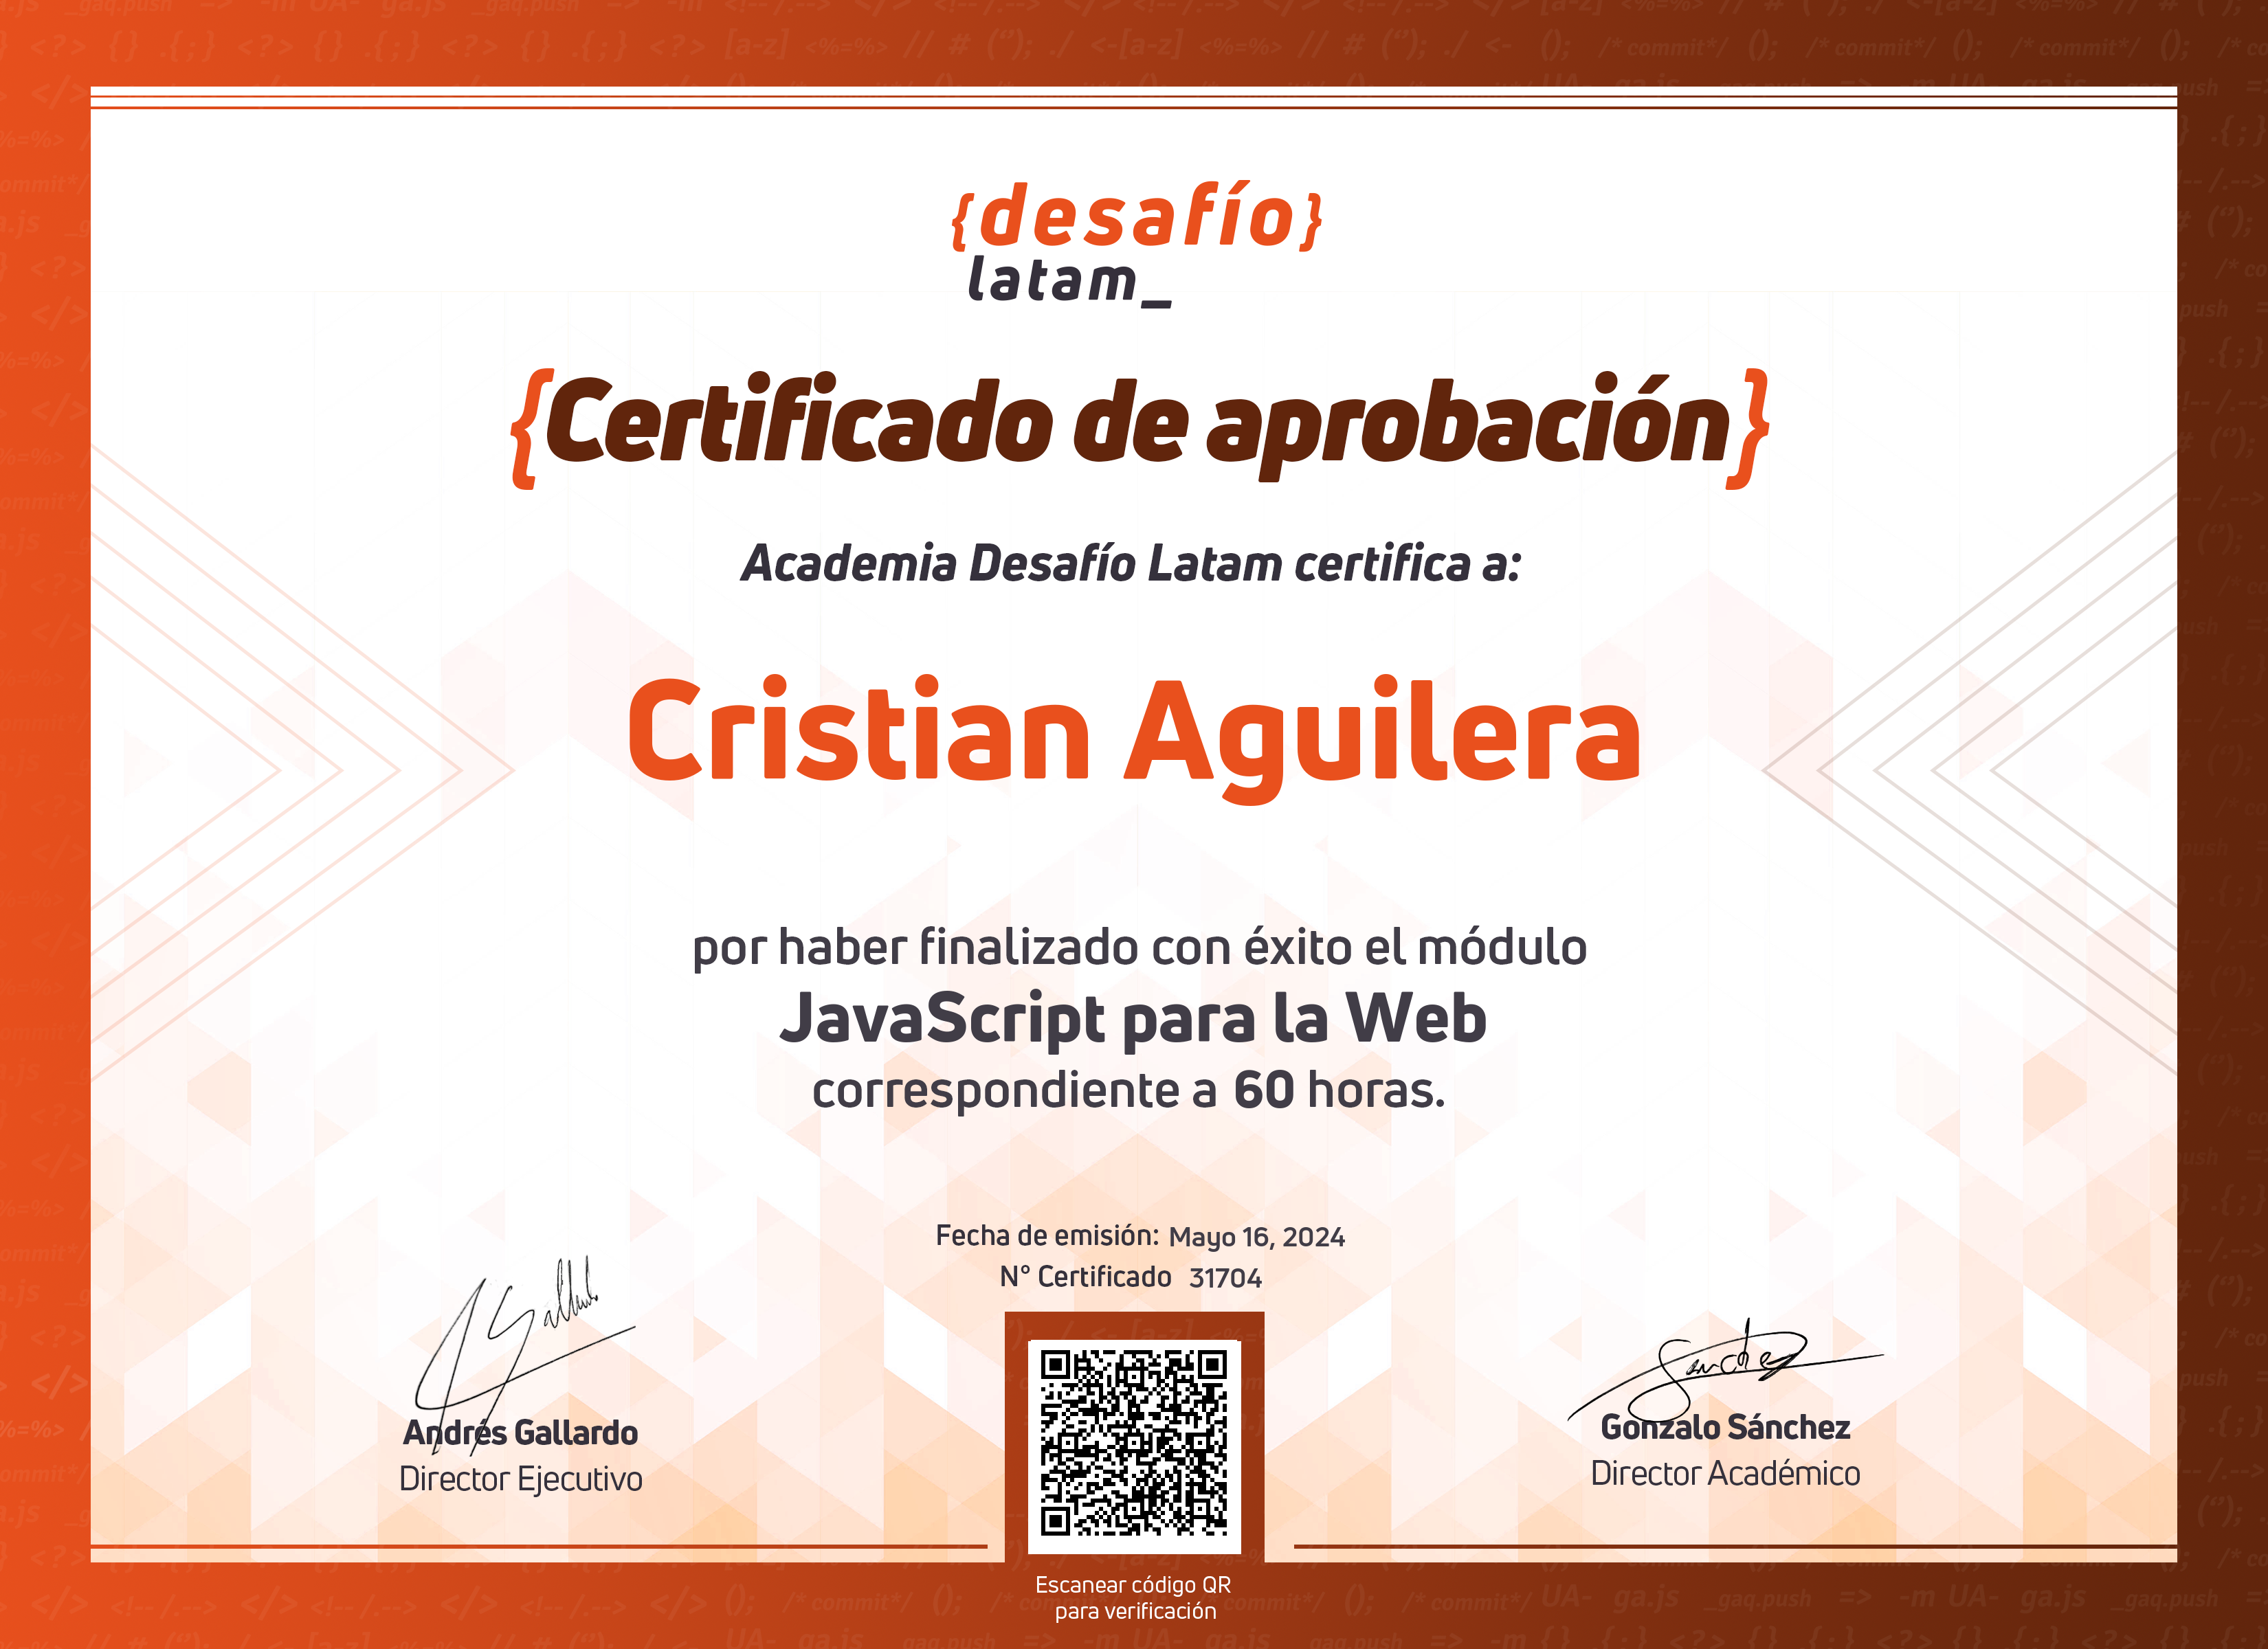 {desafío}
latam_
{Certificado de aprobación}
Academia Desafío Latam certifica a:
Cristian Aguilera
por haber finalizado con éxito el módulo
JavaScript para la Web
correspondiente a 60 horas.
Fecha de emisión: Mayo 16, 2024
N° Certificado 31704
Andrés Gallardo
Director Ejecutivo
Gonzalo Sánchez
Director Académico
Escanear código QR
para verificación